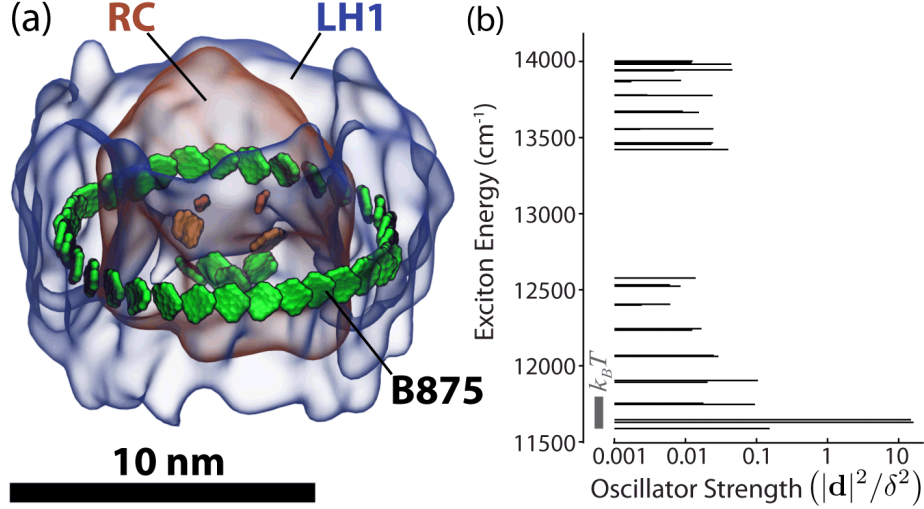 (a)
RC
LH1
B875
10 nm
(b)
Exciton Energy (cm⁻¹)
14000
13500
13000
12500
12000
11500
k_B T
0.001
0.01
0.1
1
10
Oscillator Strength (|d|²/δ²)